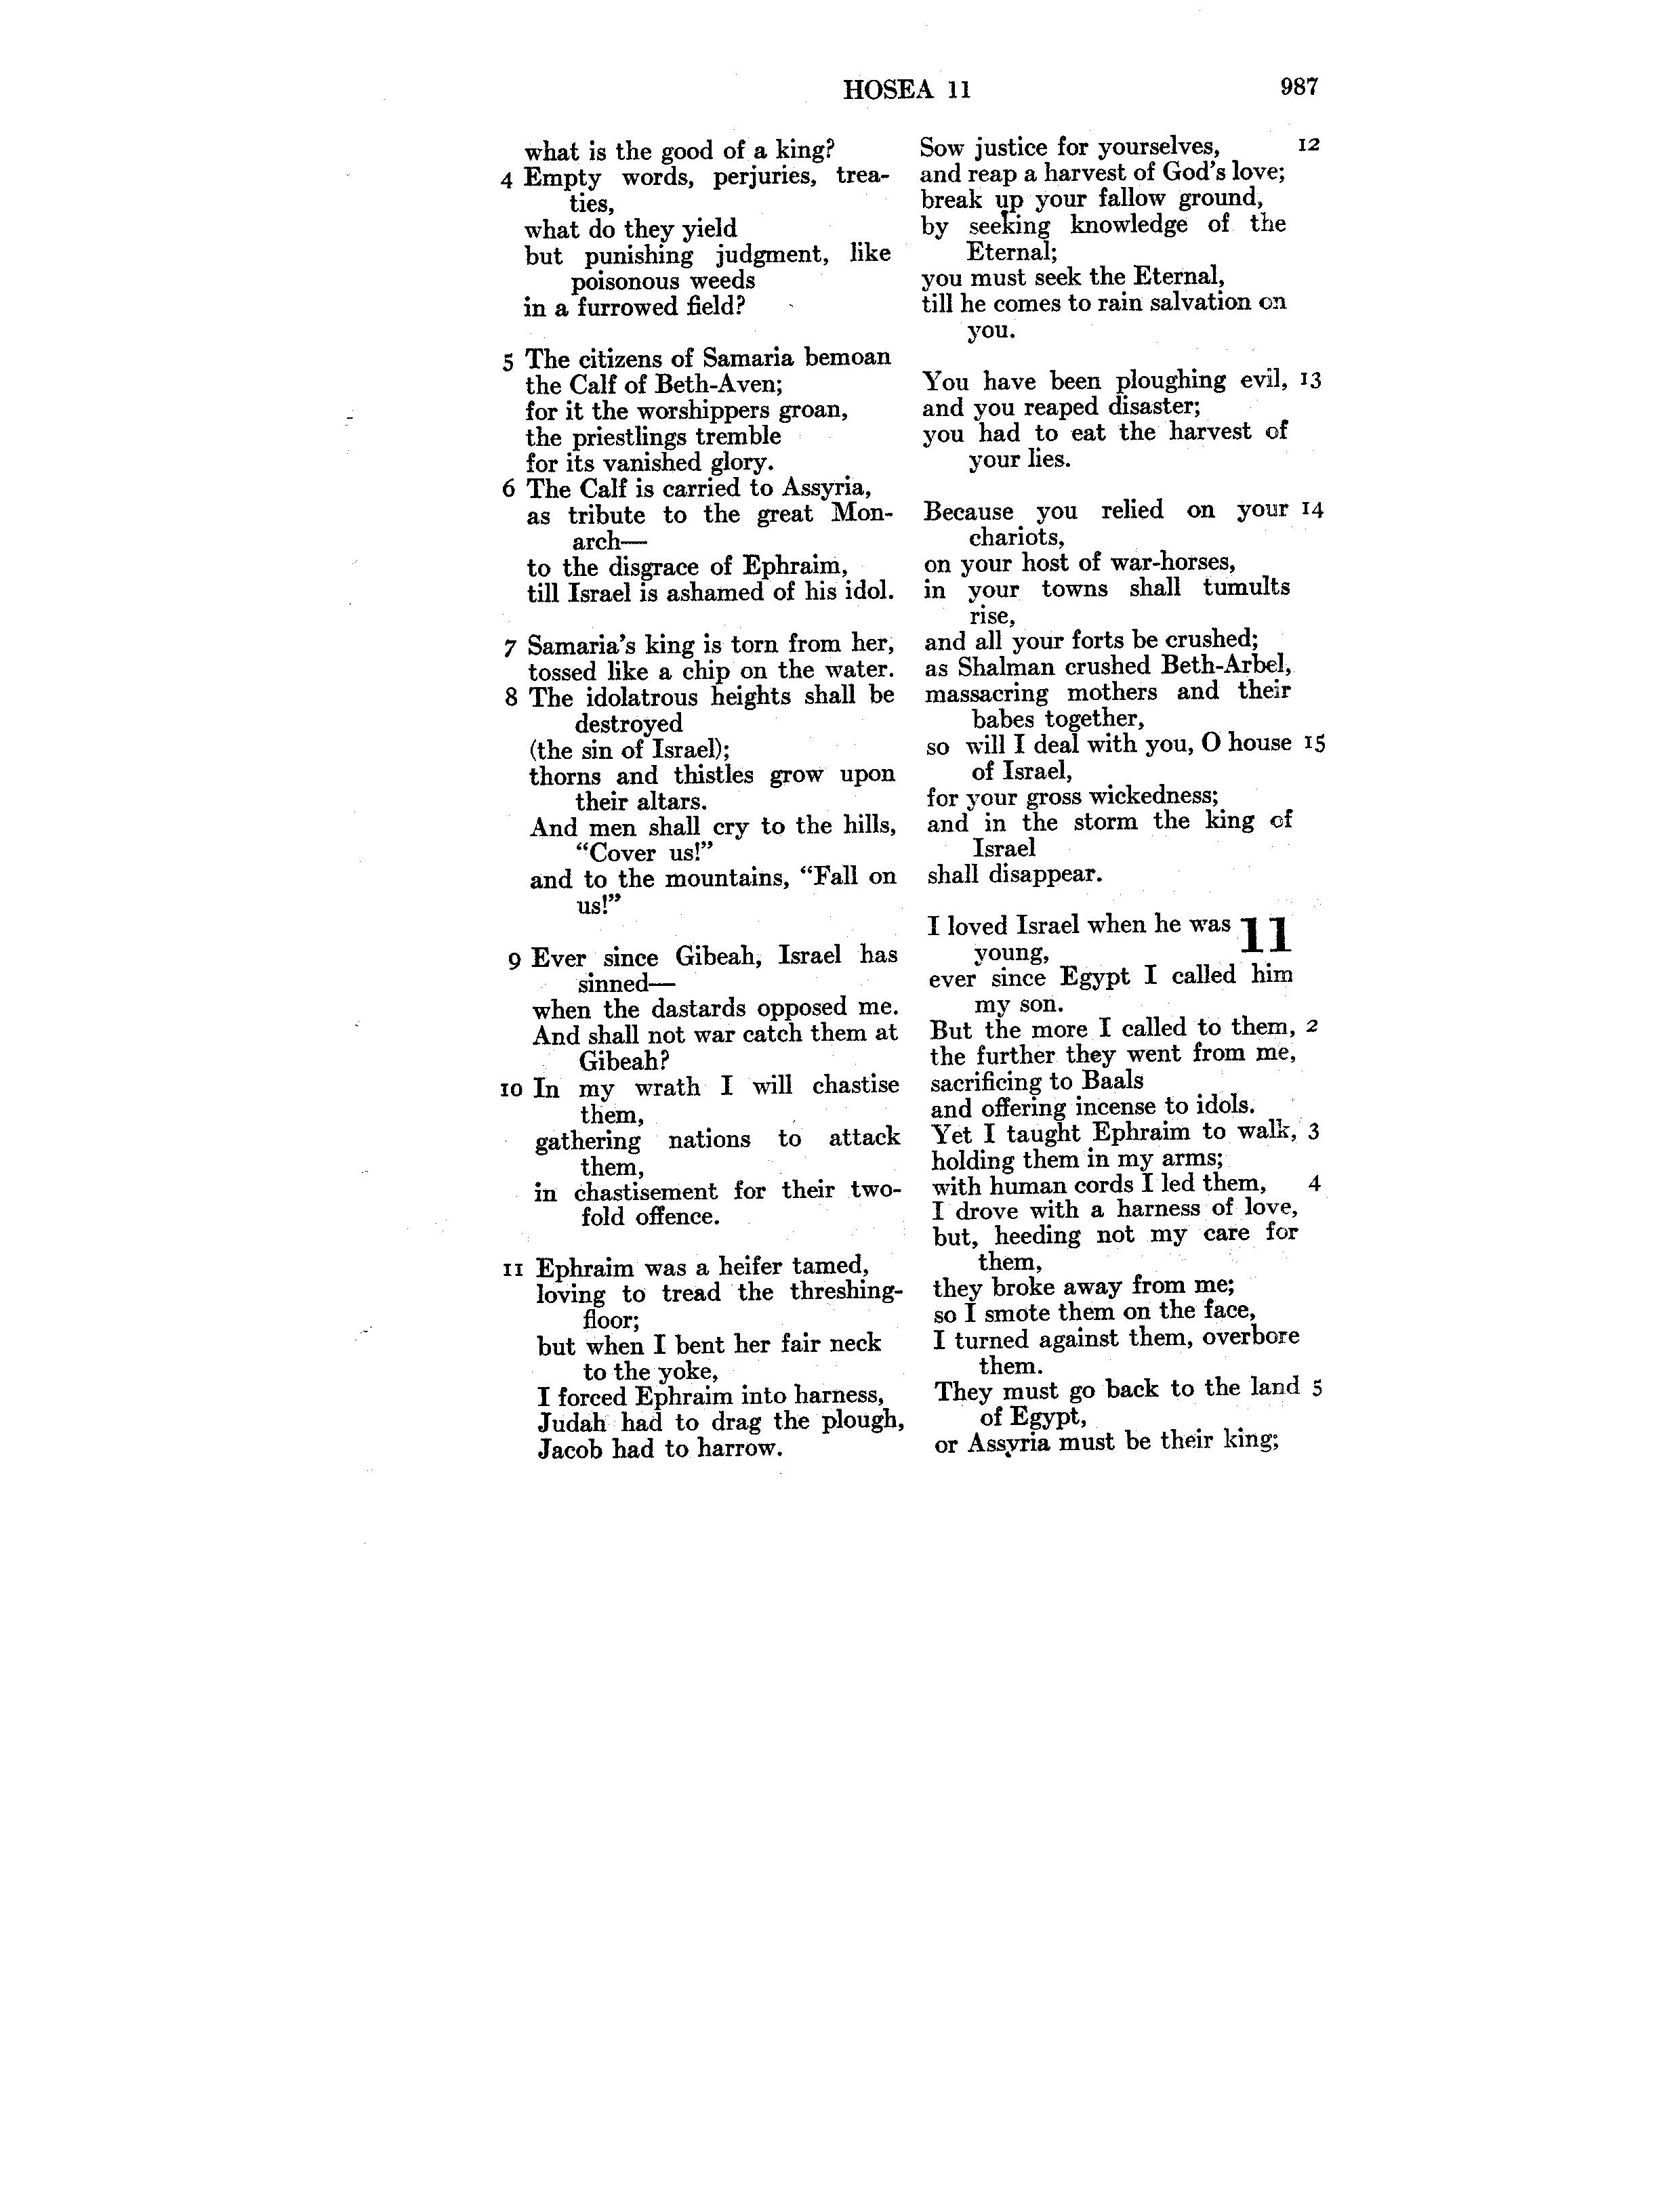 HOSEA 11 987
what is the good of a king?
4 Empty words, perjuries, trea-
ties,
what do they yield
but punishing judgment, like
poisonous weeds
in a furrowed field?
5 The citizens of Samaria bemoan
the Calf of Beth-Aven;
for it the worshippers groan,
the priestlings tremble
for its vanished glory.
6 The Calf is carried to Assyria,
as tribute to the great Mon-
arch—
to the disgrace of Ephraim,
till Israel is ashamed of his idol.
7 Samaria's king is torn from her,
tossed like a chip on the water.
8 The idolatrous heights shall be
destroyed
(the sin of Israel);
thorns and thistles grow upon
their altars.
And men shall cry to the hills,
“Cover us!”
and to the mountains, “Fall on
us!”
9 Ever since Gibeah, Israel has
sinned—
when the dastards opposed me.
And shall not war catch them at
Gibeah?
10 In my wrath I will chastise
them,
gathering nations to attack
them,
in chastisement for their two-
fold offence.
11 Ephraim was a heifer tamed,
loving to tread the threshing-
floor;
but when I bent her fair neck
to the yoke,
I forced Ephraim into harness,
Judah had to drag the plough,
Jacob had to harrow.
Sow justice for yourselves, 12
and reap a harvest of God's love;
break up your fallow ground,
by seeking knowledge of the
Eternal;
you must seek the Eternal,
till he comes to rain salvation on
you.
You have been ploughing evil, 13
and you reaped disaster;
you had to eat the harvest of
your lies.
Because you relied on your 14
chariots,
on your host of war-horses,
in your towns shall tumults
rise,
and all your forts be crushed;
as Shalman crushed Beth-Arbel,
massacring mothers and their
babes together,
so will I deal with you, O house 15
of Israel,
for your gross wickedness;
and in the storm the king of
Israel
shall disappear.
I loved Israel when he was 11
young,
ever since Egypt I called him
my son.
But the more I called to them, 2
the further they went from me,
sacrificing to Baals
and offering incense to idols.
Yet I taught Ephraim to walk, 3
holding them in my arms;
with human cords I led them, 4
I drove with a harness of love,
but, heeding not my care for
them,
they broke away from me;
so I smote them on the face,
I turned against them, overbore
them.
They must go back to the land 5
of Egypt,
or Assyria must be their king;